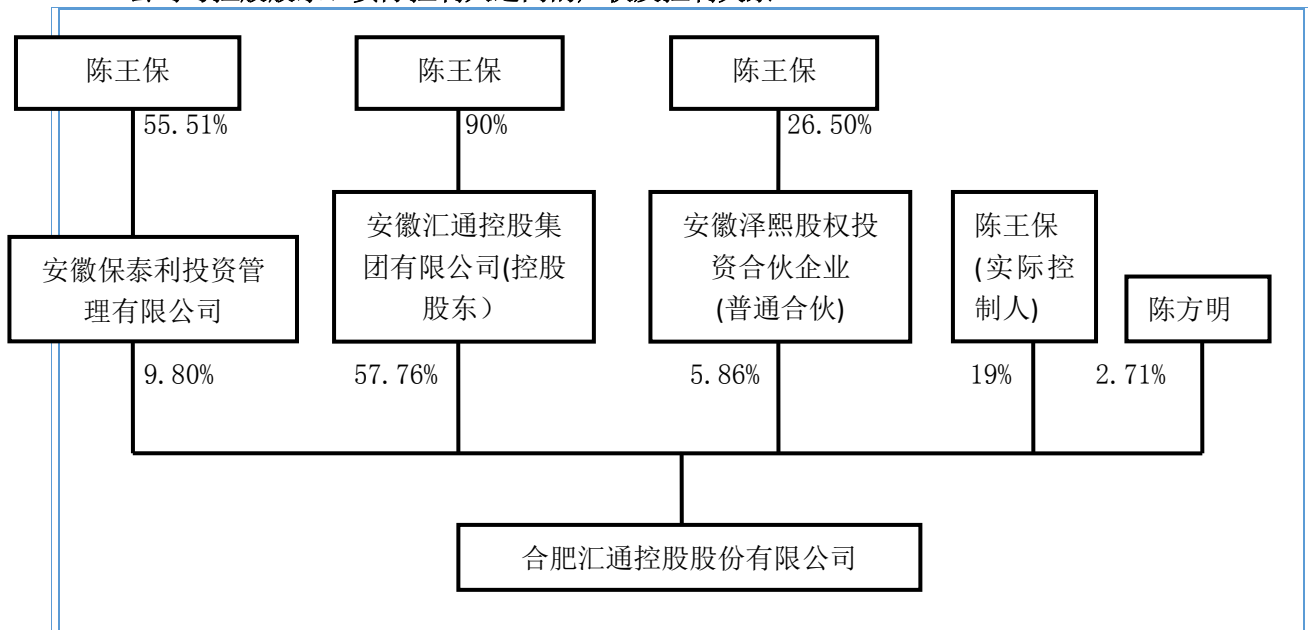 陈王保
陈王保
陈王保
55.51%
90%
26.50%
安徽保泰利投资管
理有限公司
安徽汇通控股集
团有限公司(控股
股东）
安徽泽熙股权投
资合伙企业
(普通合伙)
陈王保
(实际控
制人)
陈方明
9.80%
57.76%
5.86%
19%
2.71%
合肥汇通控股股份有限公司